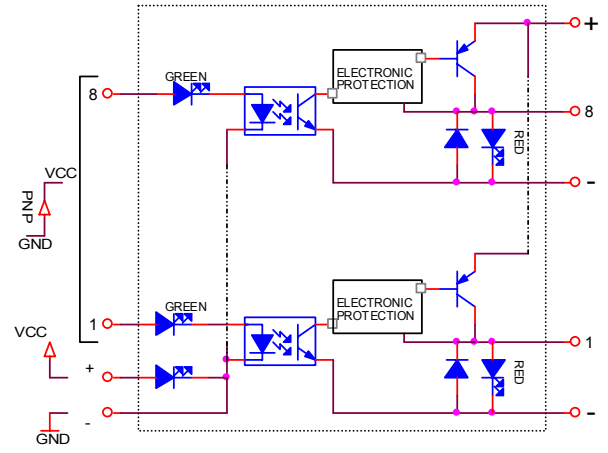 +
GREEN
ELECTRONIC
PROTECTION
8
8
RED
VCC
PNP
-
GND
GREEN
ELECTRONIC
PROTECTION
1
1
VCC
RED
+
-
-
GND